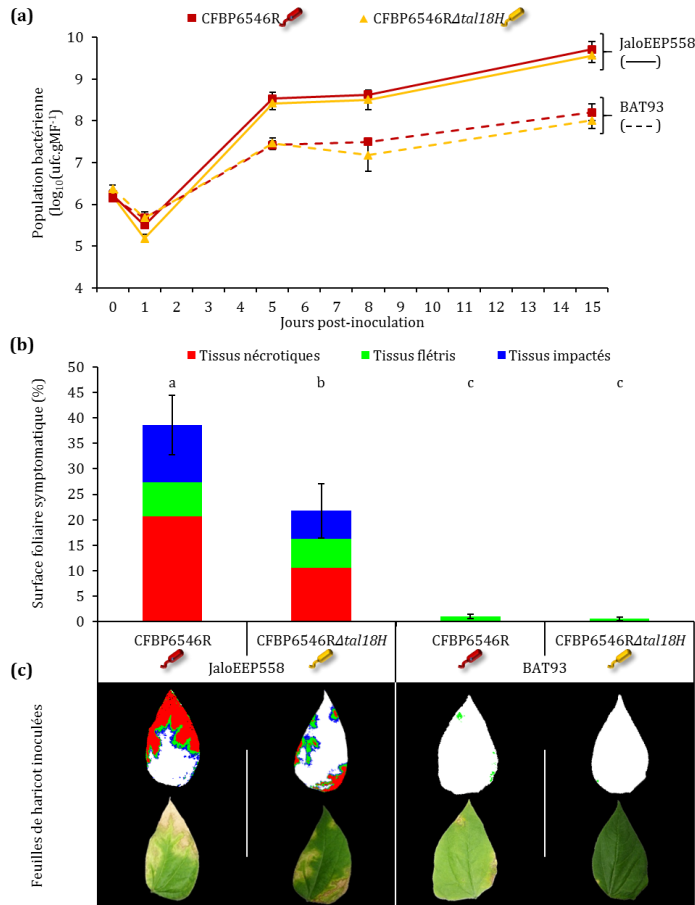 (a)
CFBP6546R
CFBP6546RΔtal18H
Population bactérienne
(log10(ufc.gMF-1)
10
9
8
7
6
5
4
0 1 2 3 4 5 6 7 8 9 10 11 12 13 14 15
Jours post-inoculation
JaloEEP558
(——)
BAT93
(- - -)
(b)
Tissus nécrotiques
Tissus flétris
Tissus impactés
Surface foliaire symptomatique (%)
50
45
40
35
30
25
20
15
10
5
0
a b c c
CFBP6546R CFBP6546RΔtal18H CFBP6546R CFBP6546RΔtal18H
JaloEEP558 BAT93
(c)
Feuilles de haricot inoculées